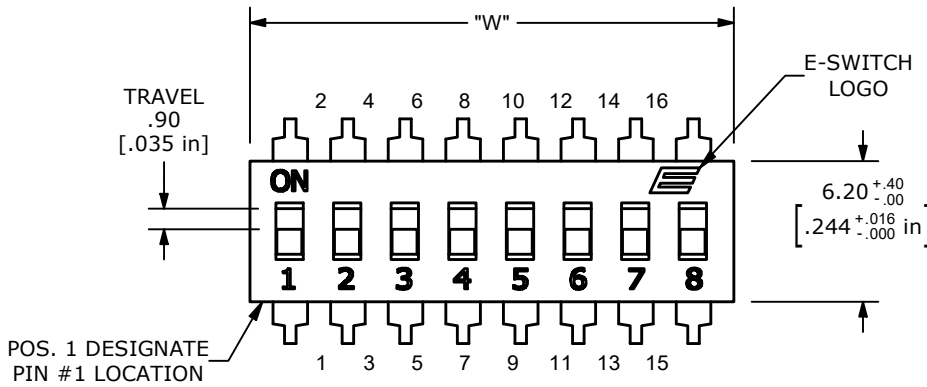 "W"
E-SWITCH
LOGO
TRAVEL
.90
[.035 in]
2 4 6 8 10 12 14 16
ON
6.20 +.40 -.00
[.244 +.016 -.000 in]
1 2 3 4 5 6 7 8
POS. 1 DESIGNATE
PIN #1 LOCATION
1 3 5 7 9 11 13 15